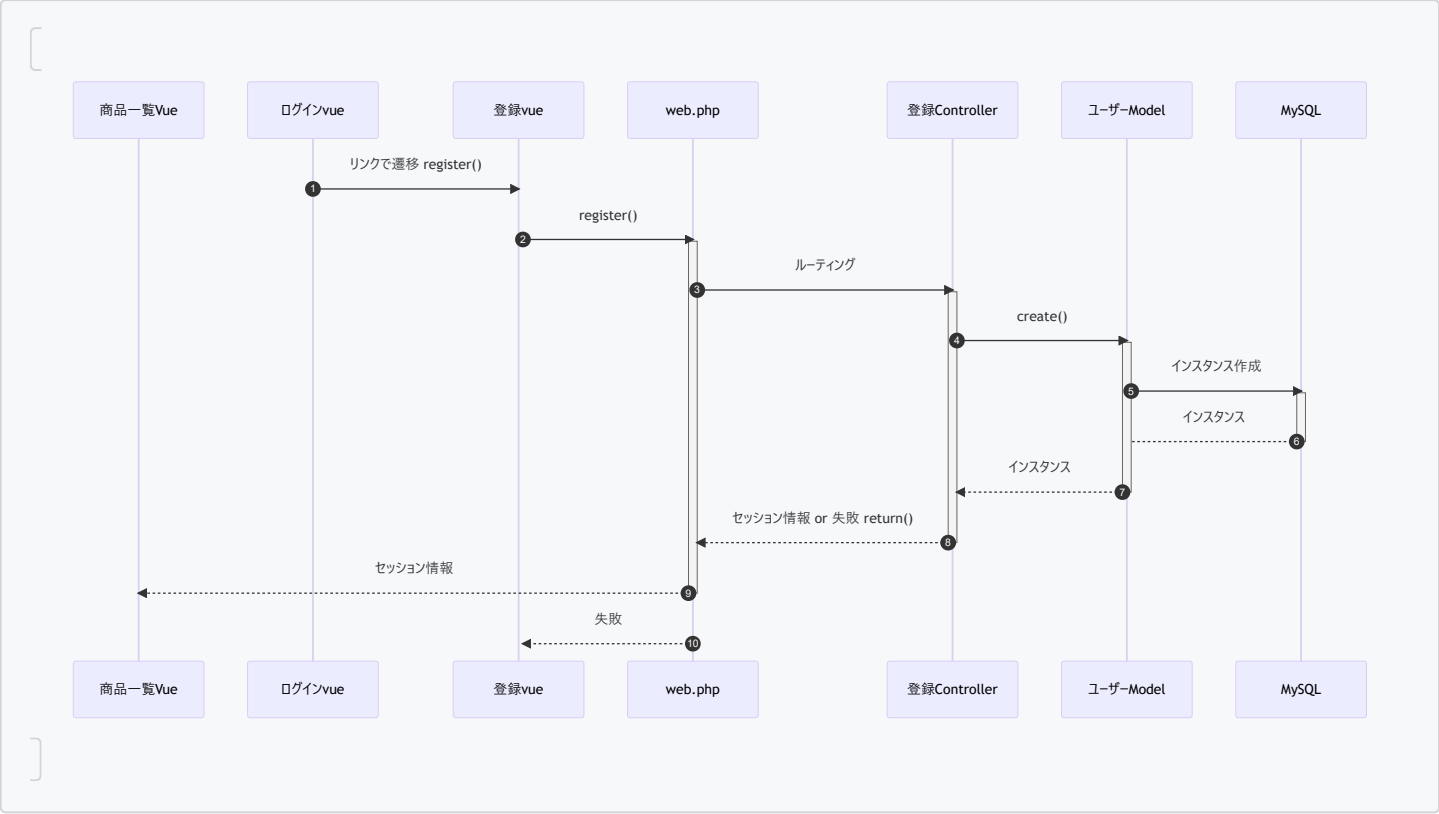 商品一覧Vue
ログインvue
登録vue
web.php
登録Controller
ユーザーModel
MySQL
リンクで遷移 register()
1
register()
2
ルーティング
3
create()
4
インスタンス作成
5
インスタンス
6
インスタンス
7
セッション情報 or 失敗 return()
8
セッション情報
9
失敗
10
商品一覧Vue
ログインvue
登録vue
web.php
登録Controller
ユーザーModel
MySQL